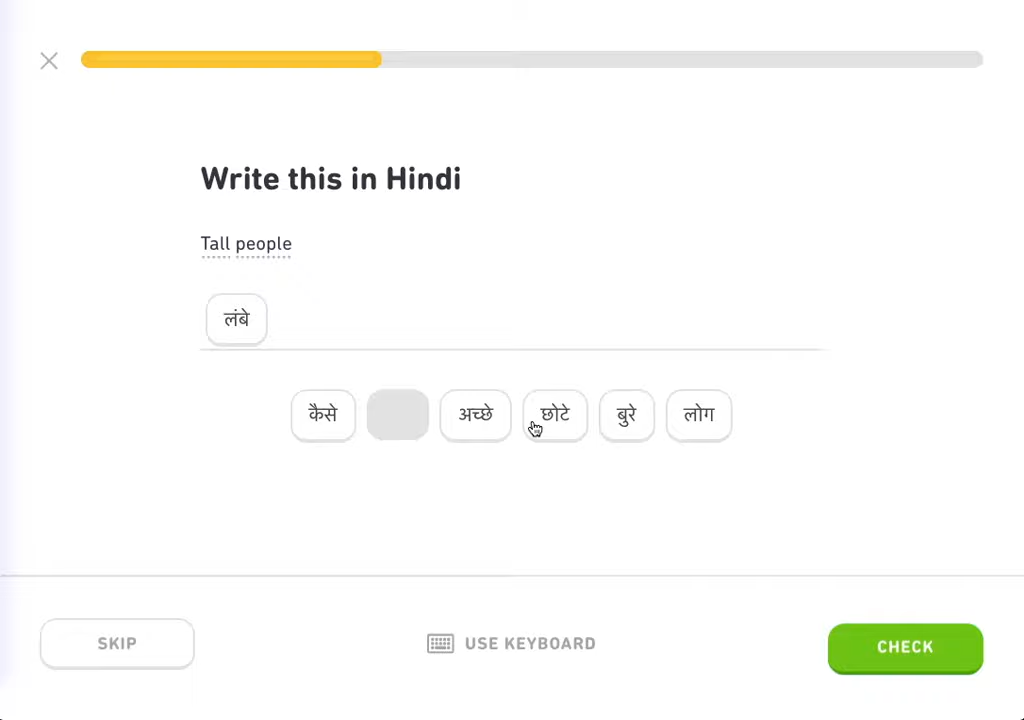 Write this in Hindi
Tall people
लंबे
कैसे अच्छे छोटे बुरे लोग
SKIP USE KEYBOARD CHECK